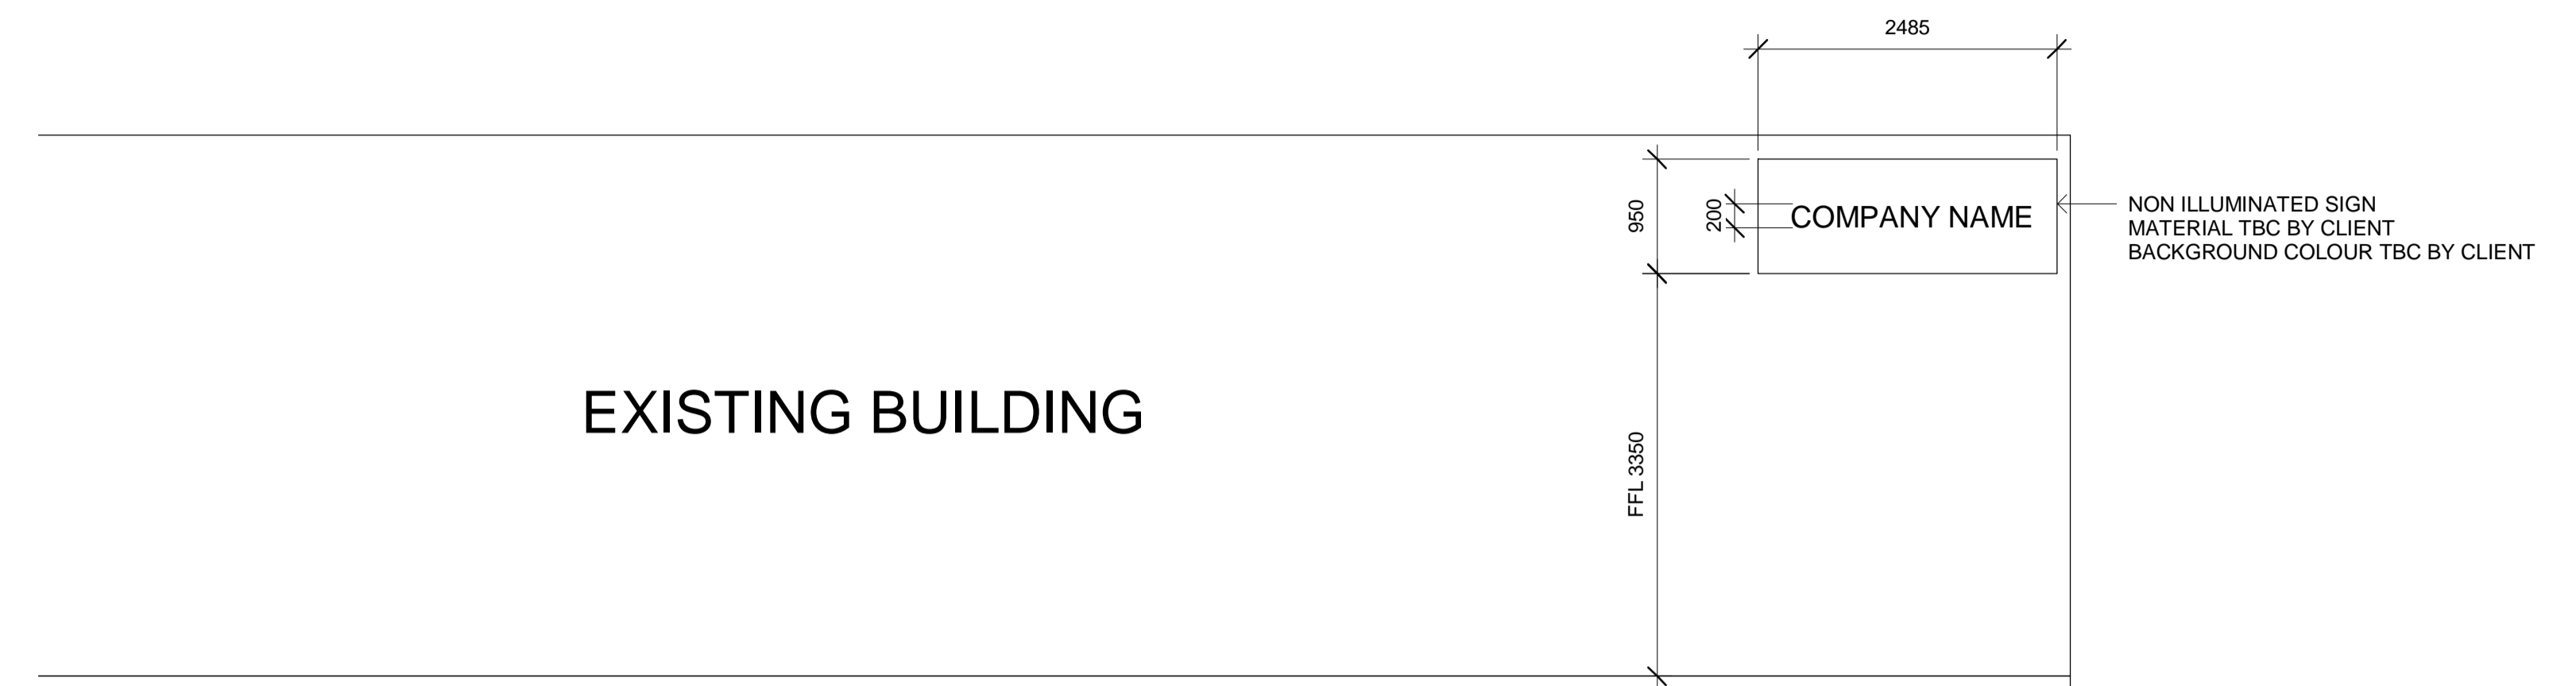 2485
950
200
COMPANY NAME
NON ILLUMINATED SIGN
MATERIAL TBC BY CLIENT
BACKGROUND COLOUR TBC BY CLIENT
EXISTING BUILDING
FFL 3350